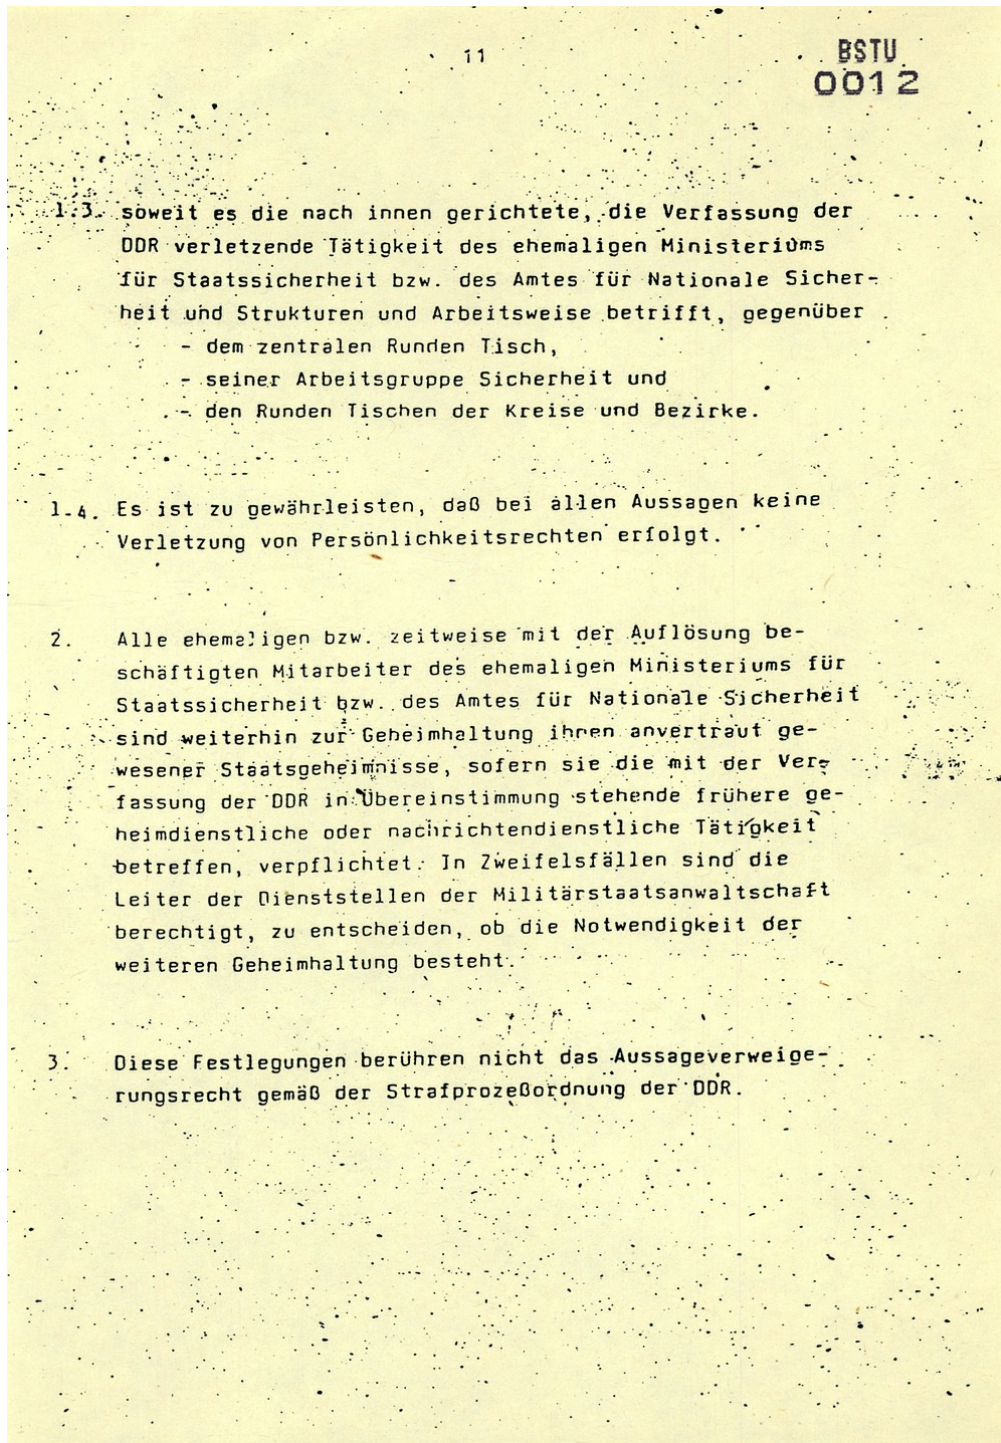 11
BSTU
0012
1.3. soweit es die nach innen gerichtete, die Verfassung der
DDR verletzende Tätigkeit des ehemaligen Ministeriums
für Staatssicherheit bzw. des Amtes für Nationale Sicher-
heit und Strukturen und Arbeitsweise betrifft, gegenüber
- dem zentralen Runden Tisch,
- seiner Arbeitsgruppe Sicherheit und
- den Runden Tischen der Kreise und Bezirke.
1.4. Es ist zu gewährleisten, daß bei allen Aussagen keine
Verletzung von Persönlichkeitsrechten erfolgt.
2. Alle ehemaligen bzw. zeitweise mit der Auflösung be-
schäftigten Mitarbeiter des ehemaligen Ministeriums für
Staatssicherheit bzw. des Amtes für Nationale Sicherheit
sind weiterhin zur Geheimhaltung ihnen anvertraut ge-
wesener Staatsgeheimnisse, sofern sie die mit der Ver-
fassung der DDR in Übereinstimmung stehende frühere ge-
heimdienstliche oder nachrichtendienstliche Tätigkeit
betreffen, verpflichtet. In Zweifelsfällen sind die
Leiter der Dienststellen der Militärstaatsanwaltschaft
berechtigt, zu entscheiden, ob die Notwendigkeit der
weiteren Geheimhaltung besteht.
3. Diese Festlegungen berühren nicht das Aussageverweige-
rungsrecht gemäß der Strafprozeßordnung der DDR.